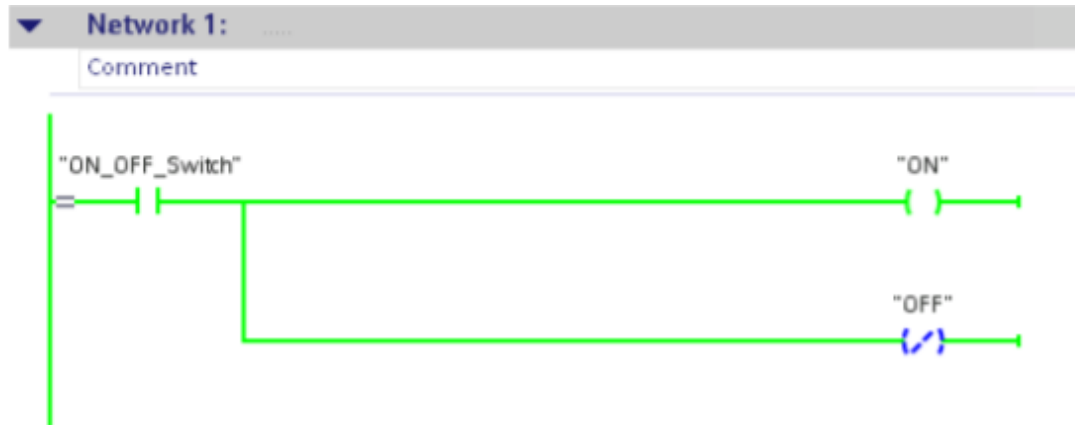 Network 1: .....
Comment
"ON_OFF_Switch"
"ON"
"OFF"